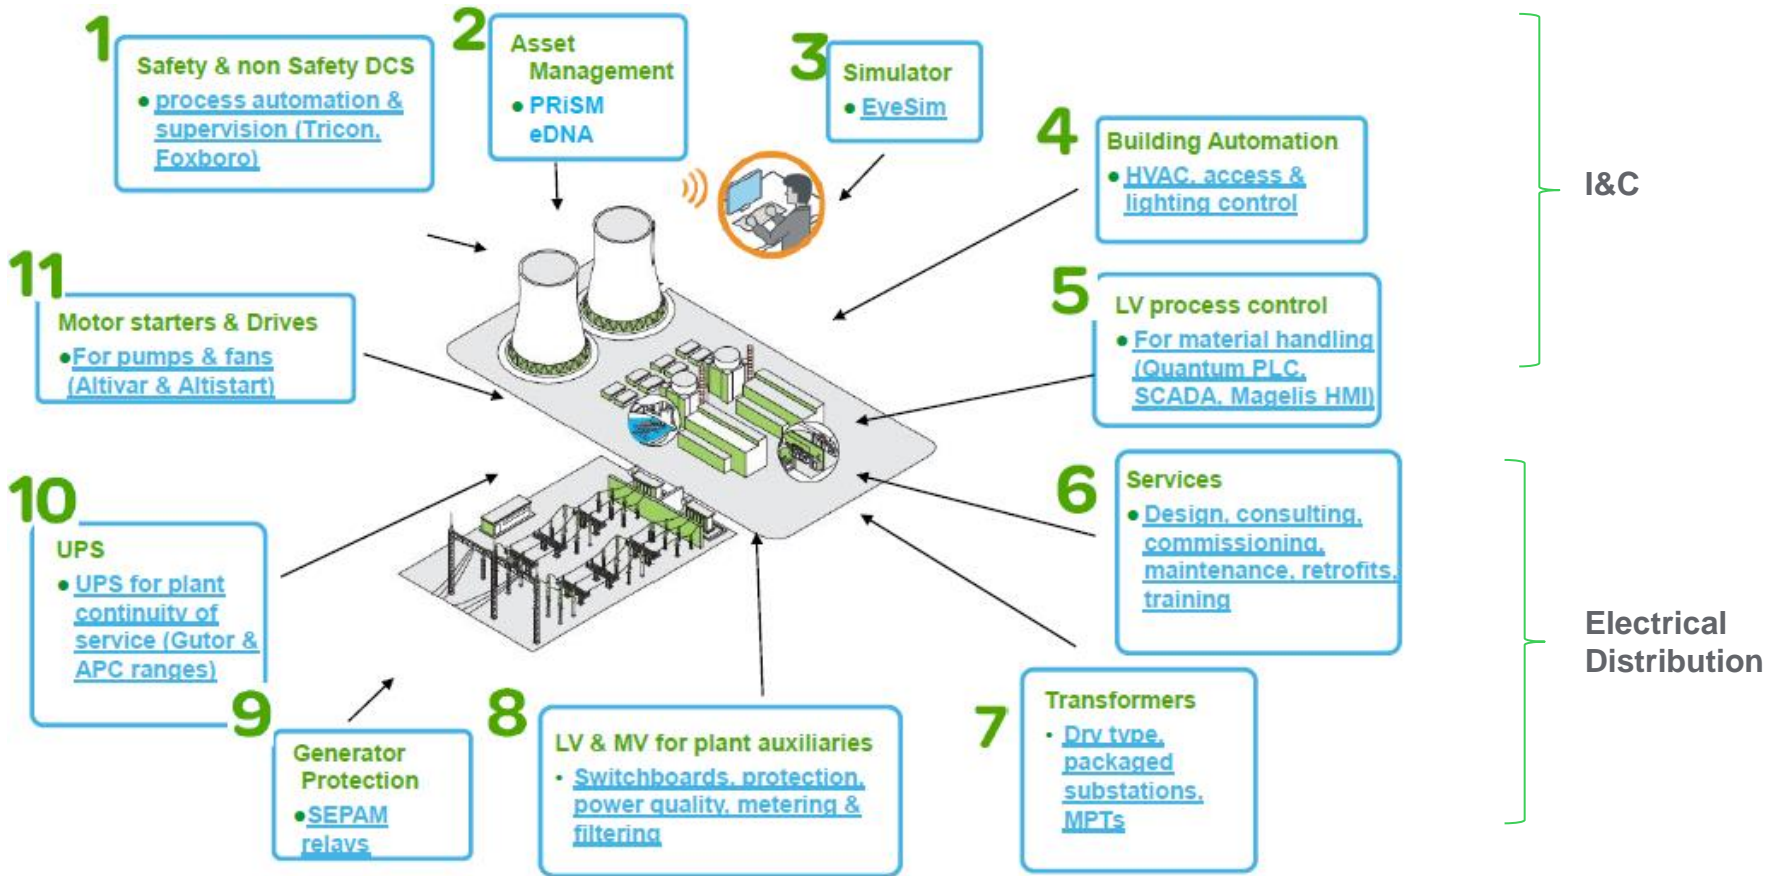 1
Safety & non Safety DCS
● process automation &
supervision (Tricon,
Foxboro)
2
Asset
Management
● PRiSM
eDNA
3
Simulator
● EyeSim
4
Building Automation
● HVAC, access &
lighting control
I&C
5
LV process control
● For material handling
(Quantum PLC,
SCADA, Magelis HMI)
6
Services
● Design, consulting,
commissioning,
maintenance, retrofits,
training
Electrical
Distribution
7
Transformers
• Dry type,
packaged
substations,
MPTs
8
LV & MV for plant auxiliaries
• Switchboards, protection,
power quality, metering &
filtering
9
Generator
Protection
● SEPAM
relays
10
UPS
● UPS for plant
continuity of
service (Gutor &
APC ranges)
11
Motor starters & Drives
● For pumps & fans
(Altivar & Altistart)